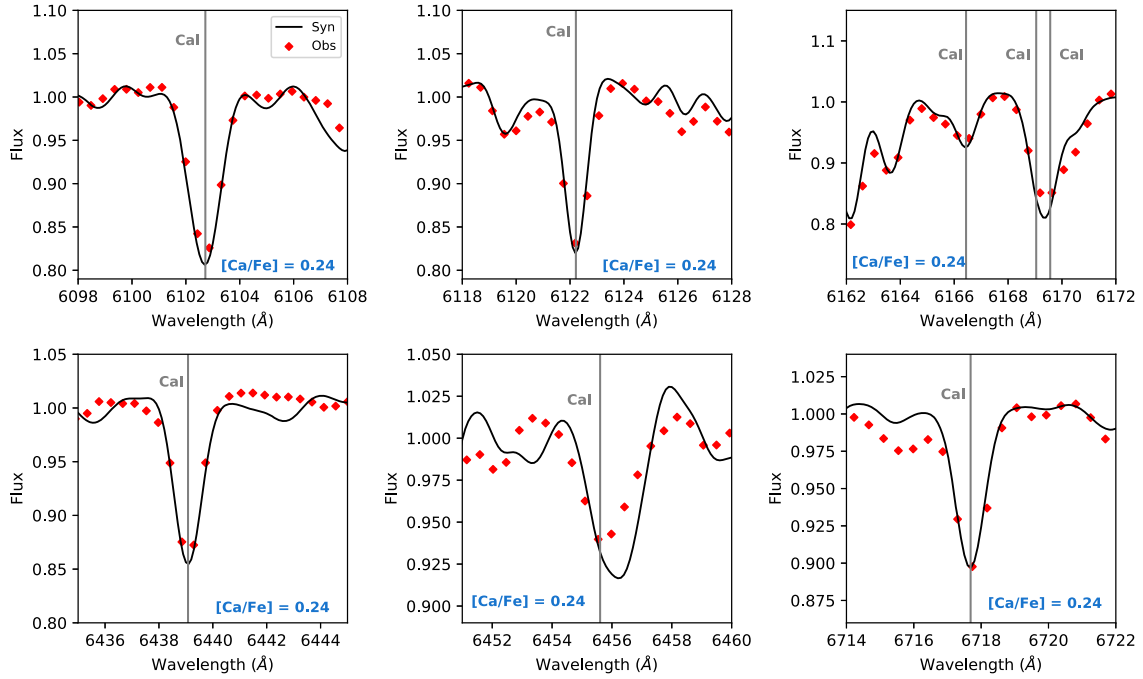 1.10
1.05
1.00
0.95
0.90
0.85
0.80
Flux
CaI
Syn
Obs
[Ca/Fe] = 0.24
6098 6100 6102 6104 6106 6108
Wavelength (Å)
1.10
1.05
1.00
0.95
0.90
0.85
0.80
Flux
CaI
[Ca/Fe] = 0.24
6118 6120 6122 6124 6126 6128
Wavelength (Å)
1.1
1.0
0.9
0.8
Flux
CaI CaI CaI
[Ca/Fe] = 0.24
6162 6164 6166 6168 6170 6172
Wavelength (Å)
1.05
1.00
0.95
0.90
0.85
0.80
Flux
CaI
[Ca/Fe] = 0.24
6436 6438 6440 6442 6444
Wavelength (Å)
1.050
1.025
1.000
0.975
0.950
0.925
0.900
Flux
CaI
[Ca/Fe] = 0.24
6452 6454 6456 6458 6460
Wavelength (Å)
1.025
1.000
0.975
0.950
0.925
0.900
0.875
Flux
CaI
[Ca/Fe] = 0.24
6714 6716 6718 6720 6722
Wavelength (Å)